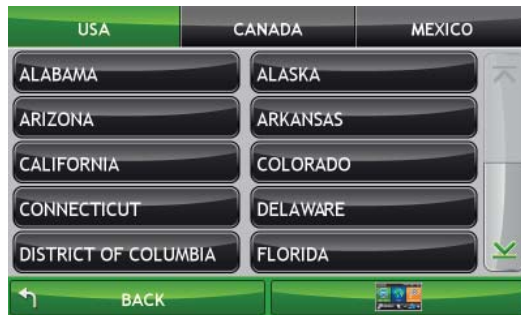 USA CANADA MEXICO
ALABAMA ALASKA
ARIZONA ARKANSAS
CALIFORNIA COLORADO
CONNECTICUT DELAWARE
DISTRICT OF COLUMBIA FLORIDA
BACK